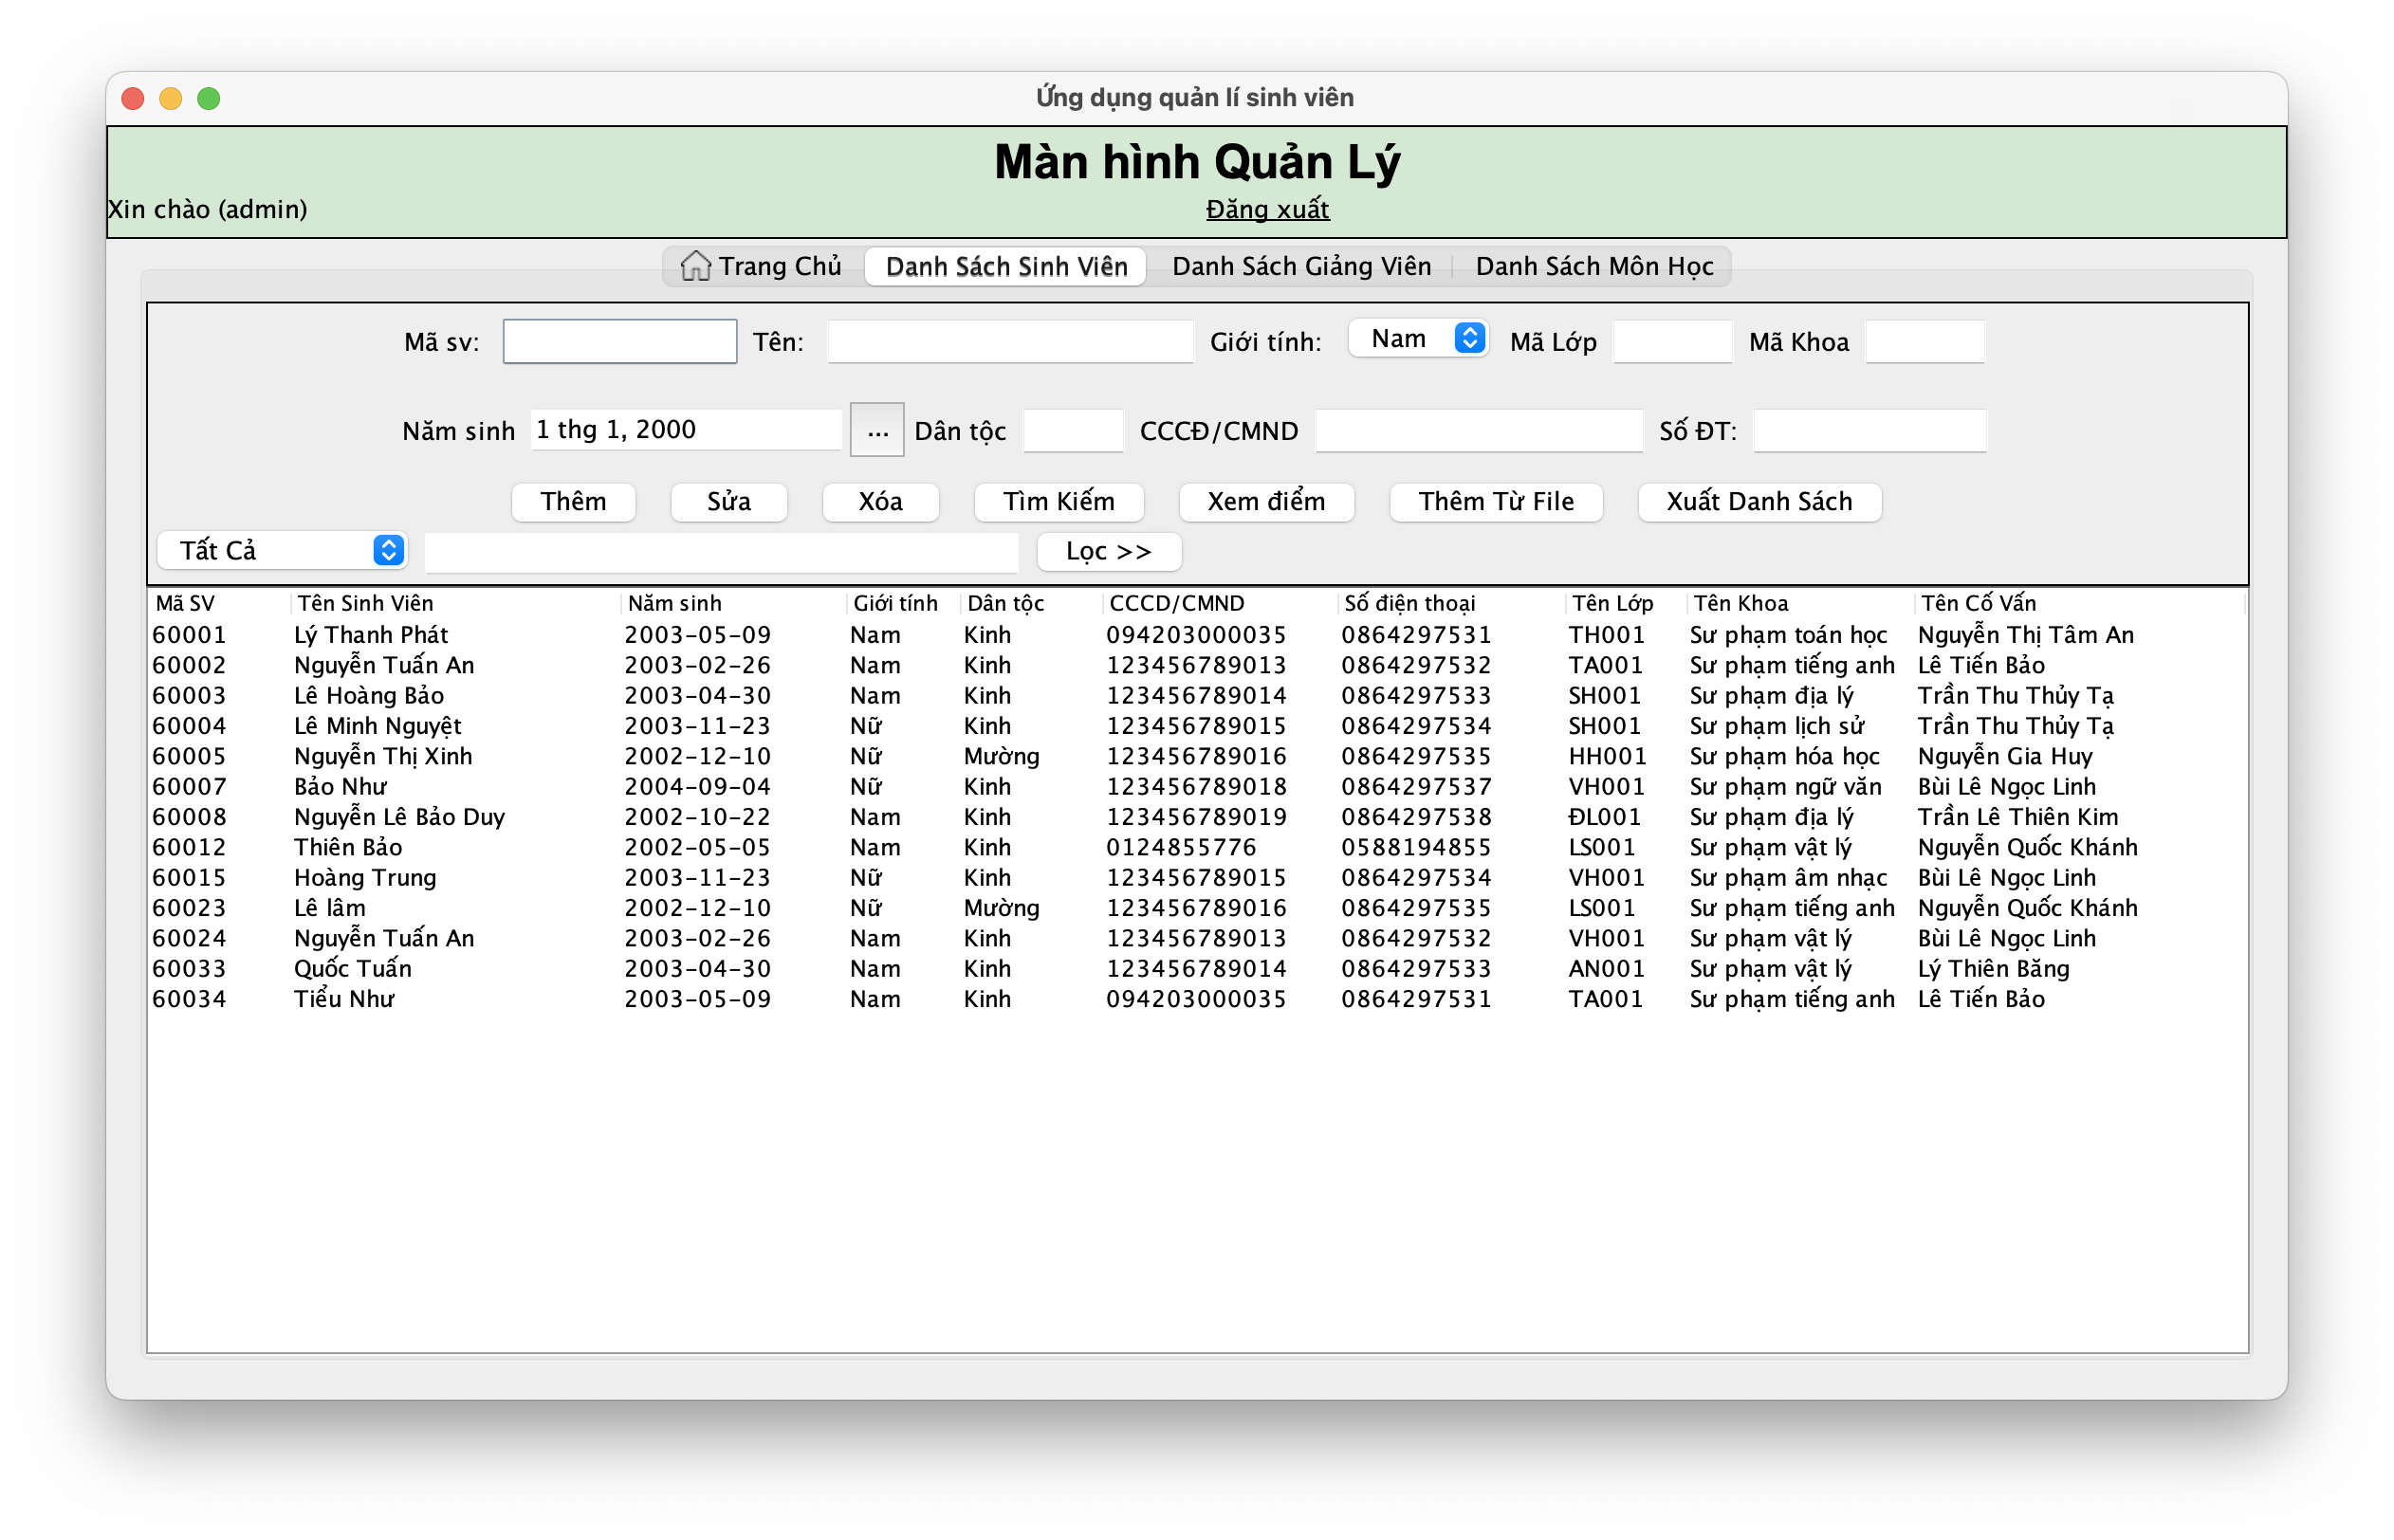 Ứng dụng quản lí sinh viên
Màn hình Quản Lý
Xin chào (admin) Đăng xuất
Trang Chủ Danh Sách Sinh Viên Danh Sách Giảng Viên Danh Sách Môn Học
Mã sv: Tên: Giới tính: Nam Mã Lớp Mã Khoa
Năm sinh 1 thg 1, 2000 ... Dân tộc CCCĐ/CMND Số ĐT:
Thêm Sửa Xóa Tìm Kiếm Xem điểm Thêm Từ File Xuất Danh Sách
Tất Cả Lọc >>
Mã SV Tên Sinh Viên Năm sinh Giới tính Dân tộc CCCD/CMND Số điện thoại Tên Lớp Tên Khoa Tên Cố Vấn
60001 Lý Thanh Phát 2003-05-09 Nam Kinh 094203000035 0864297531 TH001 Sư phạm toán học Nguyễn Thị Tâm An
60002 Nguyễn Tuấn An 2003-02-26 Nam Kinh 123456789013 0864297532 TA001 Sư phạm tiếng anh Lê Tiến Bảo
60003 Lê Hoàng Bảo 2003-04-30 Nam Kinh 123456789014 0864297533 SH001 Sư phạm địa lý Trần Thu Thủy Tạ
60004 Lê Minh Nguyệt 2003-11-23 Nữ Kinh 123456789015 0864297534 SH001 Sư phạm lịch sử Trần Thu Thủy Tạ
60005 Nguyễn Thị Xinh 2002-12-10 Nữ Mường 123456789016 0864297535 HH001 Sư phạm hóa học Nguyễn Gia Huy
60007 Bảo Như 2004-09-04 Nữ Kinh 123456789018 0864297537 VH001 Sư phạm ngữ văn Bùi Lê Ngọc Linh
60008 Nguyễn Lê Bảo Duy 2002-10-22 Nam Kinh 123456789019 0864297538 ĐL001 Sư phạm địa lý Trần Lê Thiên Kim
60012 Thiên Bảo 2002-05-05 Nam Kinh 0124855776 0588194855 LS001 Sư phạm vật lý Nguyễn Quốc Khánh
60015 Hoàng Trung 2003-11-23 Nữ Kinh 123456789015 0864297534 VH001 Sư phạm âm nhạc Bùi Lê Ngọc Linh
60023 Lê lâm 2002-12-10 Nữ Mường 123456789016 0864297535 LS001 Sư phạm tiếng anh Nguyễn Quốc Khánh
60024 Nguyễn Tuấn An 2003-02-26 Nam Kinh 123456789013 0864297532 VH001 Sư phạm vật lý Bùi Lê Ngọc Linh
60033 Quốc Tuấn 2003-04-30 Nam Kinh 123456789014 0864297533 AN001 Sư phạm vật lý Lý Thiên Băng
60034 Tiểu Như 2003-05-09 Nam Kinh 094203000035 0864297531 TA001 Sư phạm tiếng anh Lê Tiến Bảo